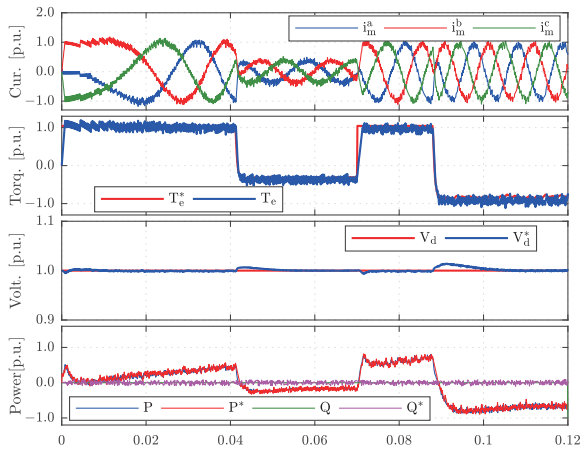 Cur. [p.u.]
2.0
1.0
0.0
−1.0
i_m^a i_m^b i_m^c
Torq. [p.u.]
1.0
0.0
−1.0
T_e^* T_e
Volt. [p.u.]
1.1
1.0
0.9
V_d V_d^*
Power[p.u.]
1.0
0.0
−1.0
P P* Q Q*
0 0.02 0.04 0.06 0.08 0.1 0.12